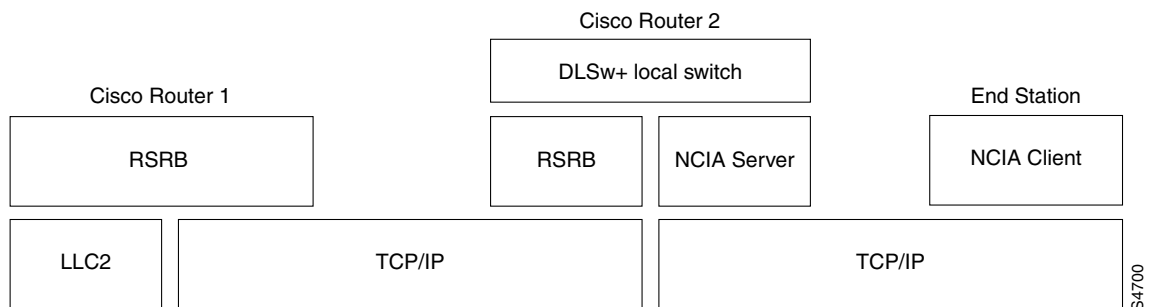 Cisco Router 2
DLSw+ local switch
Cisco Router 1
End Station
RSRB
RSRB
NCIA Server
NCIA Client
LLC2
TCP/IP
TCP/IP
S4700